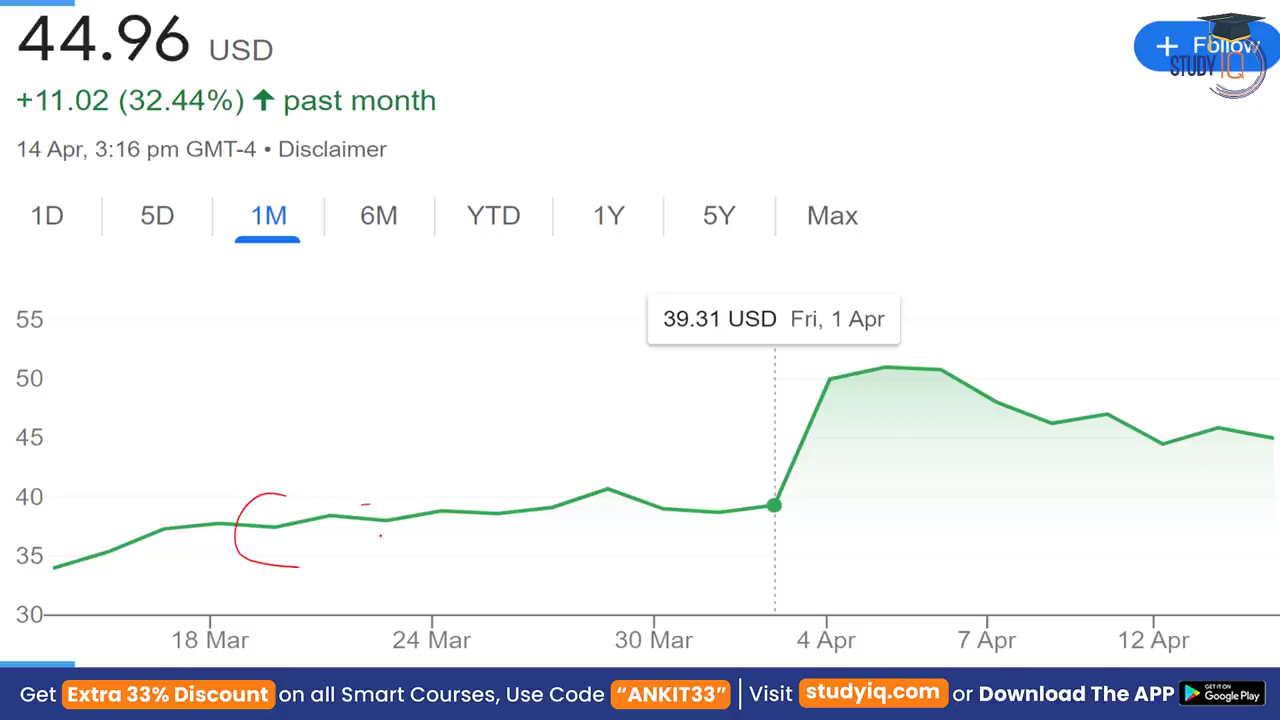 44.96 USD
+ Follow
STUDY IQ
+11.02 (32.44%) ↑ past month
14 Apr, 3:16 pm GMT-4 • Disclaimer
1D 5D 1M 6M YTD 1Y 5Y Max
39.31 USD Fri, 1 Apr
55
50
45
40
35
30
18 Mar 24 Mar 30 Mar 4 Apr 7 Apr 12 Apr
Get Extra 33% Discount on all Smart Courses, Use Code “ANKIT33” Visit studyiq.com or Download The APP GET IT ON Google Play